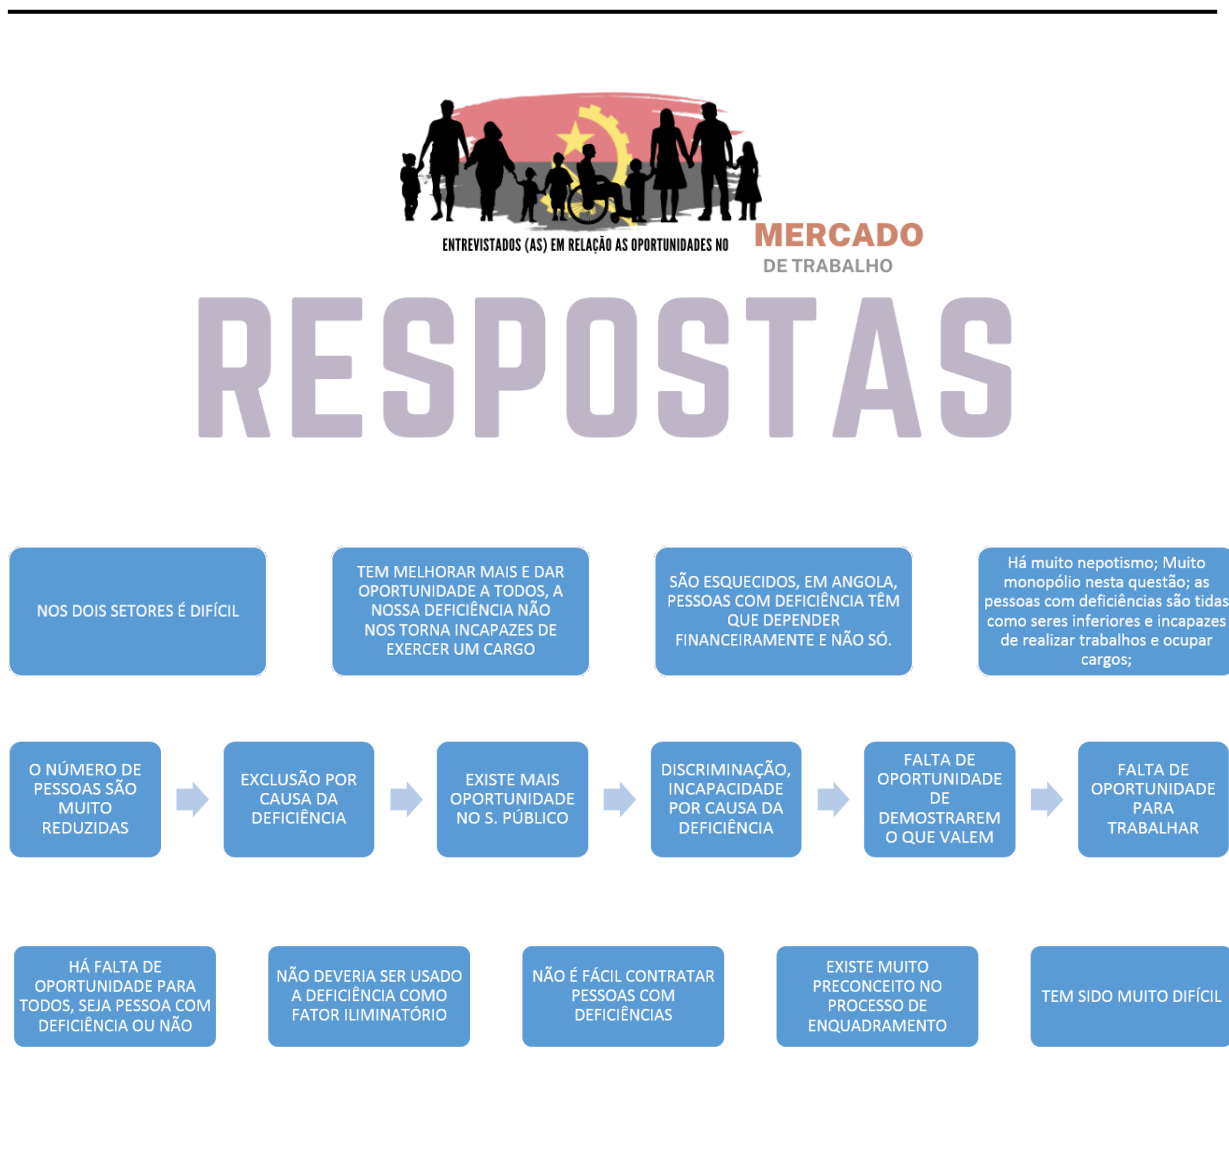 ENTREVISTADOS (AS) EM RELAÇÃO AS OPORTUNIDADES NO
MERCADO
DE TRABALHO
RESPOSTAS
NOS DOIS SETORES É DIFÍCIL
TEM MELHORAR MAIS E DAR
OPORTUNIDADE A TODOS, A
NOSSA DEFICIÊNCIA NÃO
NOS TORNA INCAPAZES DE
EXERCER UM CARGO
SÃO ESQUECIDOS, EM ANGOLA,
PESSOAS COM DEFICIÊNCIA TÊM
QUE DEPENDER
FINANCEIRAMENTE E NÃO SÓ.
Há muito nepotismo; Muito
monopólio nesta questão; as
pessoas com deficiências são tidas
como seres inferiores e incapazes
de realizar trabalhos e ocupar
cargos;
O NÚMERO DE
PESSOAS SÃO
MUITO
REDUZIDAS
EXCLUSÃO POR
CAUSA DA
DEFICIÊNCIA
EXISTE MAIS
OPORTUNIDADE
NO S. PÚBLICO
DISCRIMINAÇÃO,
INCAPACIDADE
POR CAUSA DA
DEFICIÊNCIA
FALTA DE
OPORTUNIDADE
DE
DEMOSTRAREM
O QUE VALEM
FALTA DE
OPORTUNIDADE
PARA
TRABALHAR
HÁ FALTA DE
OPORTUNIDADE PARA
TODOS, SEJA PESSOA COM
DEFICIÊNCIA OU NÃO
NÃO DEVERIA SER USADO
A DEFICIÊNCIA COMO
FATOR ILIMINATÓRIO
NÃO É FÁCIL CONTRATAR
PESSOAS COM
DEFICIÊNCIAS
EXISTE MUITO
PRECONCEITO NO
PROCESSO DE
ENQUADRAMENTO
TEM SIDO MUITO DIFÍCIL